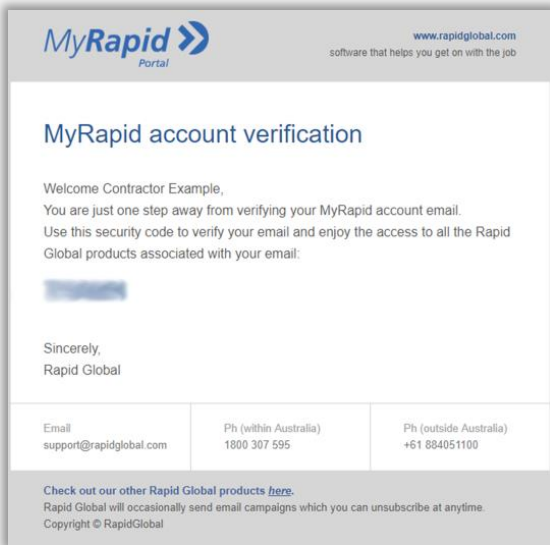 MyRapid
Portal
www.rapidglobal.com
software that helps you get on with the job
MyRapid account verification
Welcome Contractor Example,
You are just one step away from verifying your MyRapid account email.
Use this security code to verify your email and enjoy the access to all the Rapid
Global products associated with your email:
Sincerely,
Rapid Global
Email
support@rapidglobal.com
Ph (within Australia)
1800 307 595
Ph (outside Australia)
+61 884051100
Check out our other Rapid Global products here.
Rapid Global will occasionally send email campaigns which you can unsubscribe at anytime.
Copyright © RapidGlobal